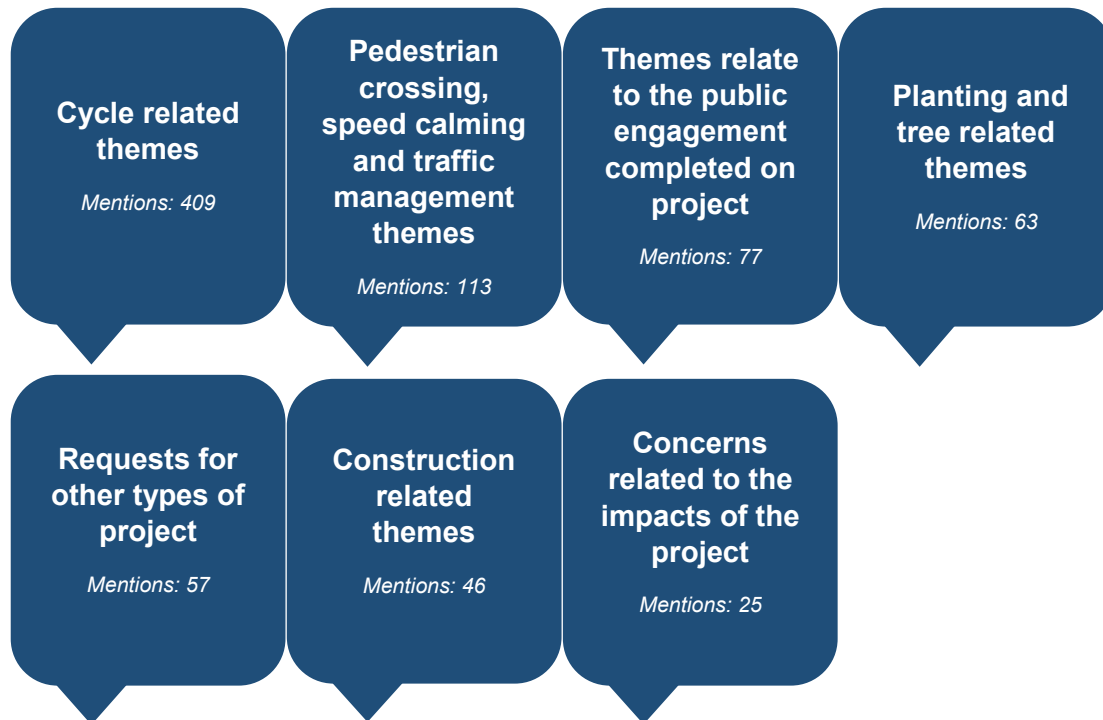 Cycle related
themes
Mentions: 409
Pedestrian
crossing,
speed calming
and traffic
management
themes
Mentions: 113
Themes relate
to the public
engagement
completed on
project
Mentions: 77
Planting and
tree related
themes
Mentions: 63
Requests for
other types of
project
Mentions: 57
Construction
related
themes
Mentions: 46
Concerns
related to the
impacts of the
project
Mentions: 25